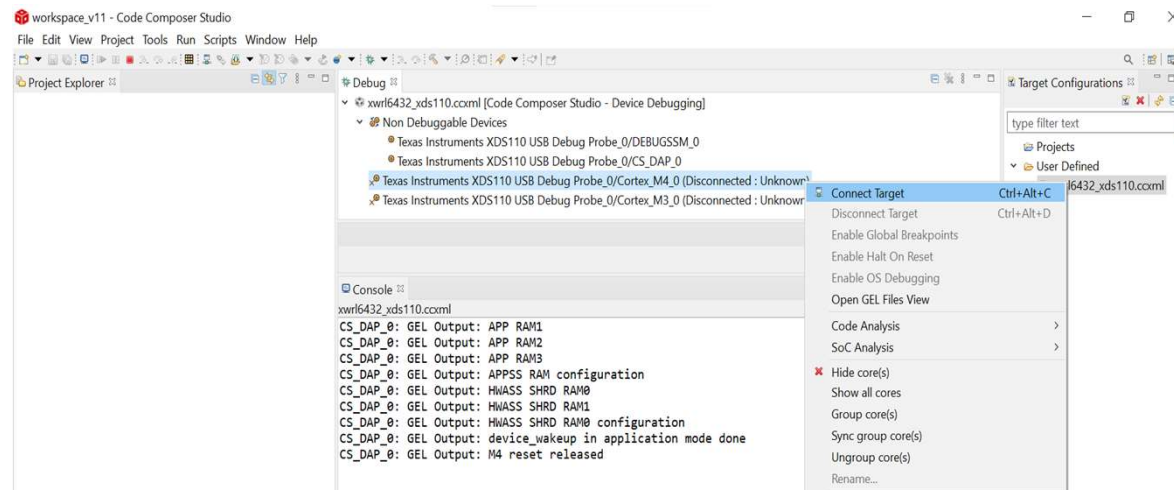 workspace_v11 - Code Composer Studio
File Edit View Project Tools Run Scripts Window Help
Project Explorer
Debug
xwrl6432_xds110.ccxml [Code Composer Studio - Device Debugging]
Non Debuggable Devices
Texas Instruments XDS110 USB Debug Probe_0/DEBUGSSM_0
Texas Instruments XDS110 USB Debug Probe_0/CS_DAP_0
Texas Instruments XDS110 USB Debug Probe_0/Cortex_M4_0 (Disconnected : Unknown)
Texas Instruments XDS110 USB Debug Probe_0/Cortex_M3_0 (Disconnected : Unknown
Target Configurations
type filter text
Projects
User Defined
l6432_xds110.ccxml
Connect Target Ctrl+Alt+C
Disconnect Target Ctrl+Alt+D
Enable Global Breakpoints
Enable Halt On Reset
Enable OS Debugging
Open GEL Files View
Code Analysis
SoC Analysis
Hide core(s)
Show all cores
Group core(s)
Sync group core(s)
Ungroup core(s)
Rename...
Console
xwrl6432_xds110.ccxml
CS_DAP_0: GEL Output: APP RAM1
CS_DAP_0: GEL Output: APP RAM2
CS_DAP_0: GEL Output: APP RAM3
CS_DAP_0: GEL Output: APPSS RAM configuration
CS_DAP_0: GEL Output: HWASS SHRD RAM0
CS_DAP_0: GEL Output: HWASS SHRD RAM1
CS_DAP_0: GEL Output: HWASS SHRD RAM0 configuration
CS_DAP_0: GEL Output: device_wakeup in application mode done
CS_DAP_0: GEL Output: M4 reset released